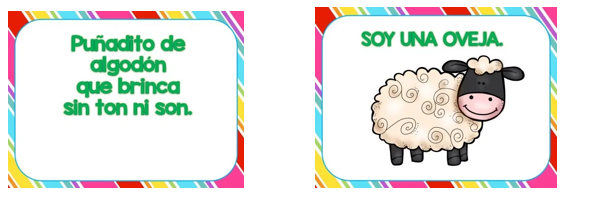 Puñadito de
algodón
que brinca
sin ton ni son.
SOY UNA OVEJA.